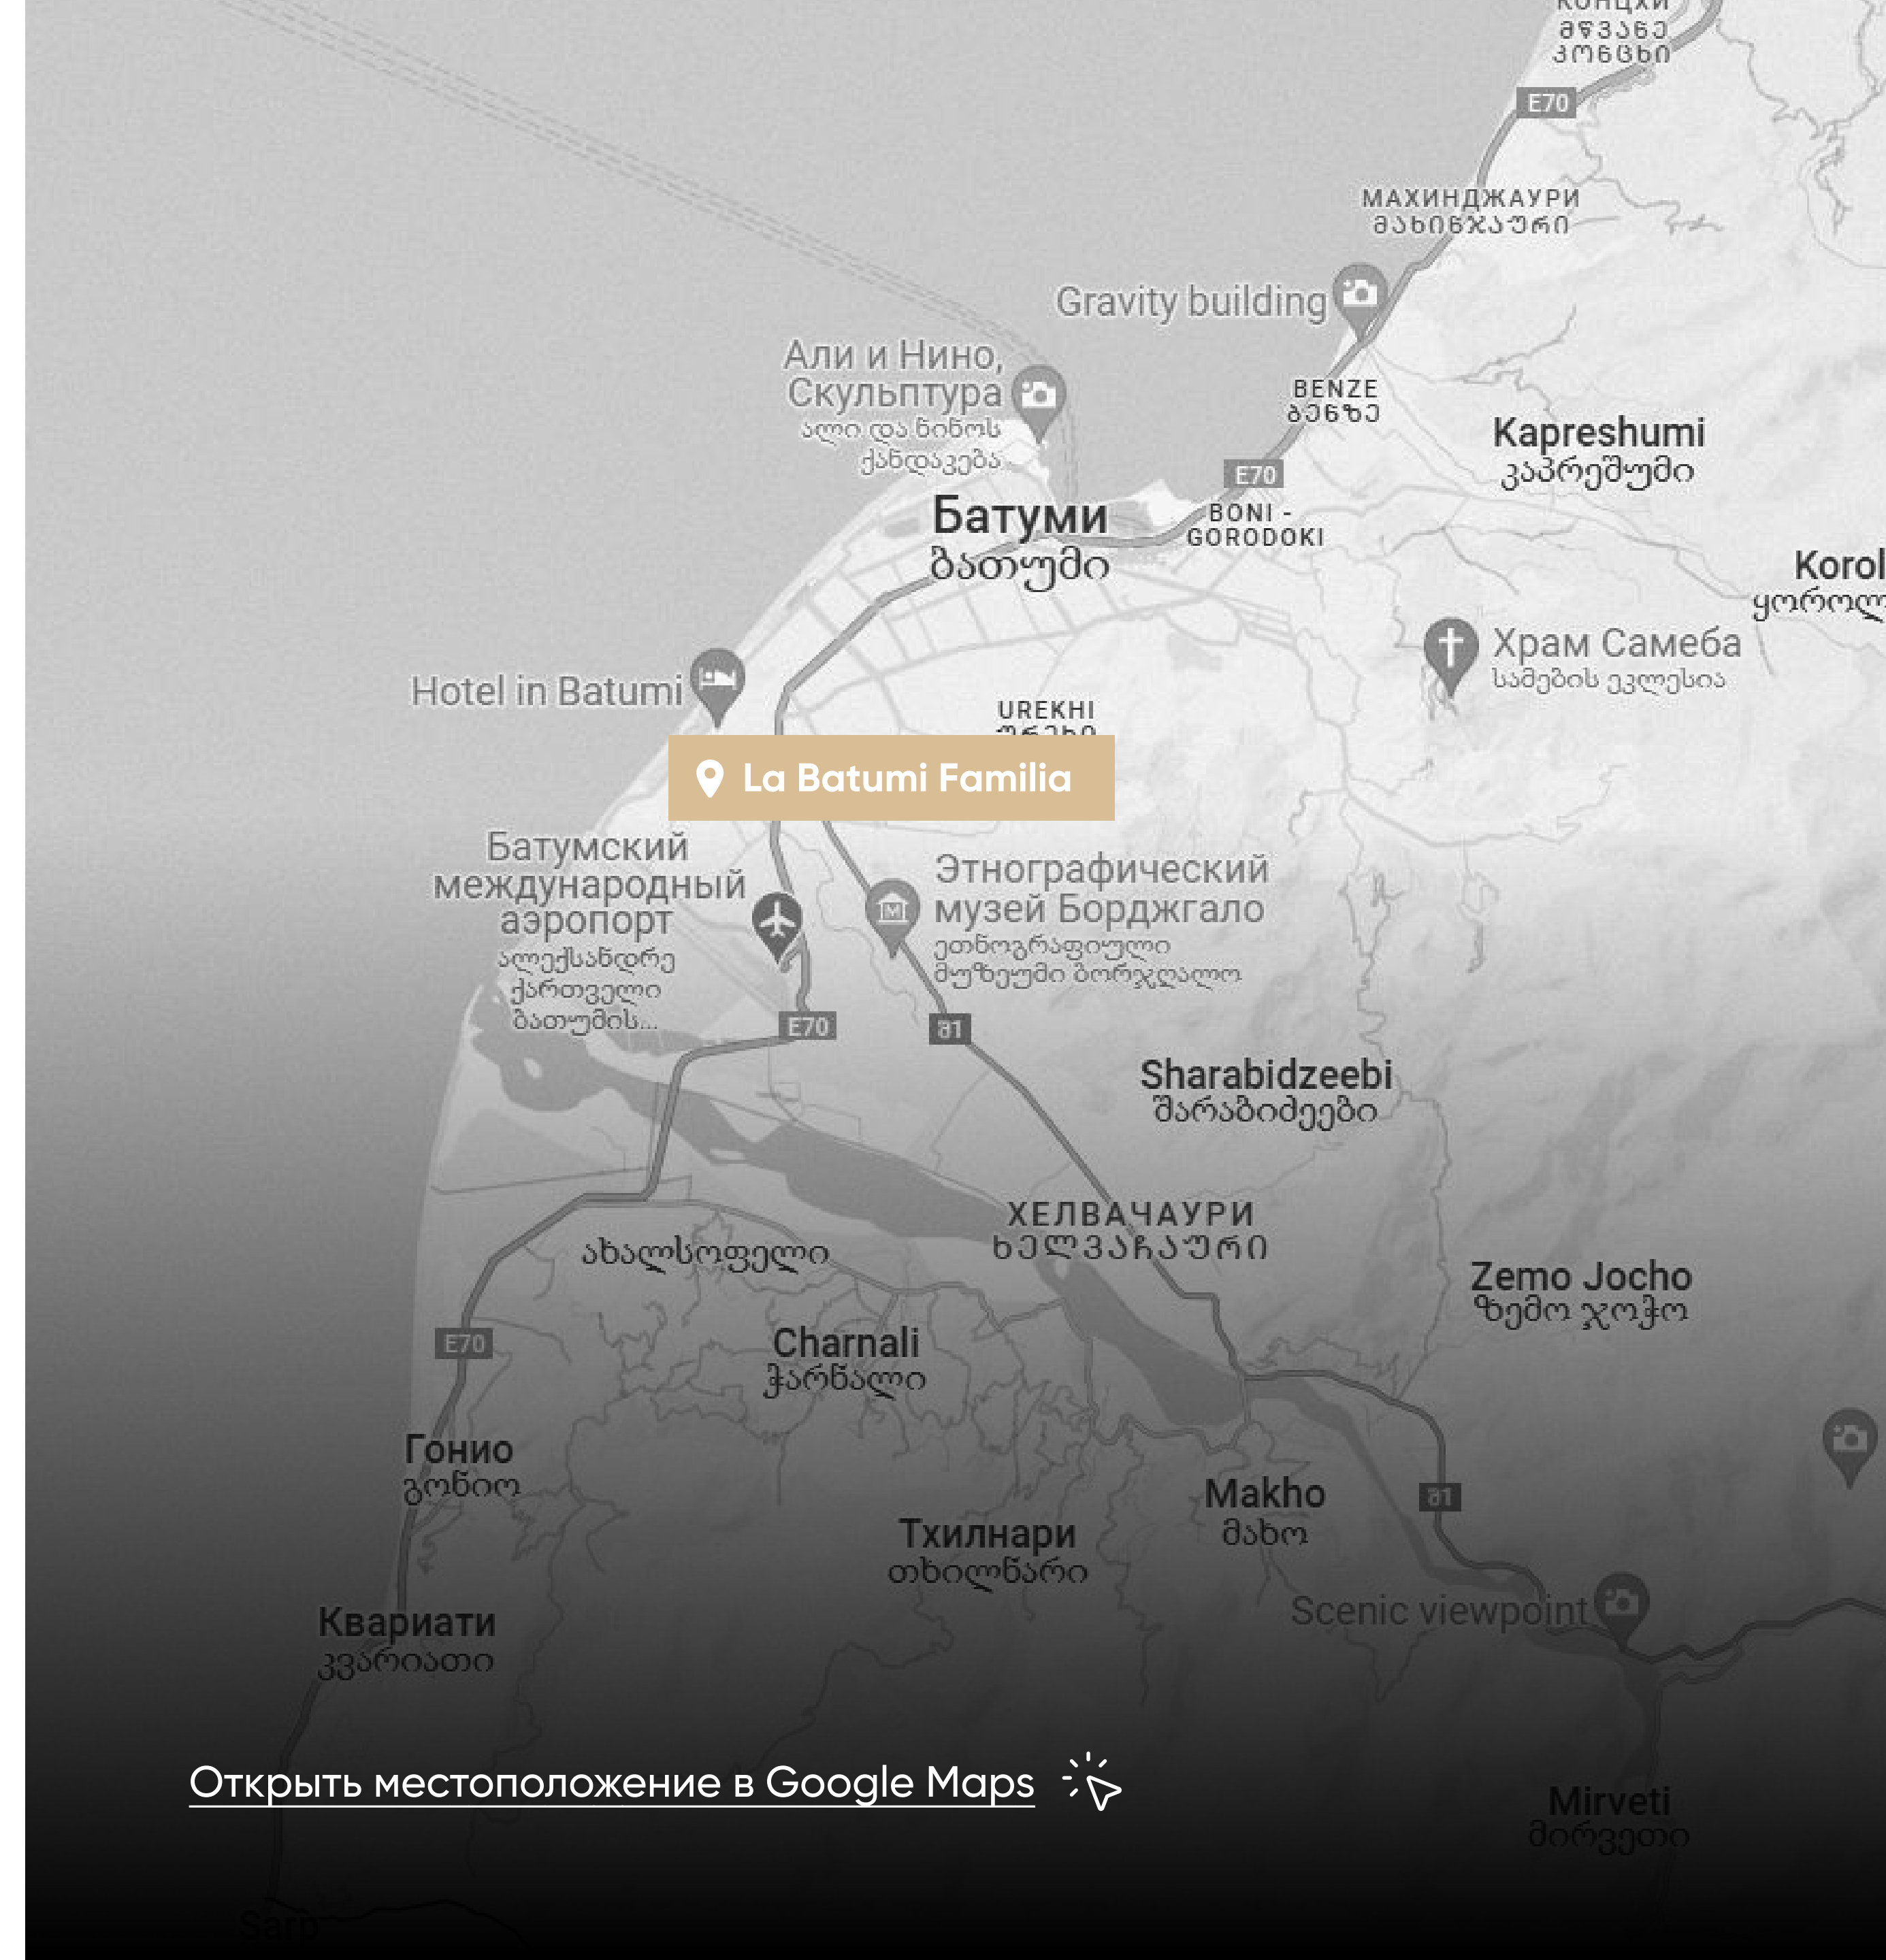 КОНЦХИ
მწვანე
კონცხი
E70
МАХИНДЖАУРИ
მახინჯაური
Gravity building
Али и Нино,
Скульптура
ალი და ნინოს
ქანდაკება
BENZE
ბენზე
Kapreshumi
კაპრეშუმი
E70
BONI -
GORODOKI
Батуми
ბათუმი
Korol
ყოროლ
Храм Самеба
სამების ეკლესია
Hotel in Batumi
UREKHI
ურეხი
La Batumi Familia
Батумский
международный
аэропорт
ალექსანდრე
ქართველი
ბათუმის...
Этнографический
музей Борджгало
ეთნოგრაფიული
მუზეუმი ბორჯღალო
E70
შ1
Sharabidzeebi
შარაბიძეები
ХЕЛВАЧАУРИ
ხელვაჩაური
ახალსოფელი
Zemo Jocho
ზემო ჯოჭო
E70
Charnali
ჭარნალი
Гонио
გონიო
Makho
მახო
შ1
Тхилнари
თხილნარი
Scenic viewpoint
Квариати
კვარიათი
Открыть местоположение в Google Maps
Mirveti
მირვეთი
Sarp